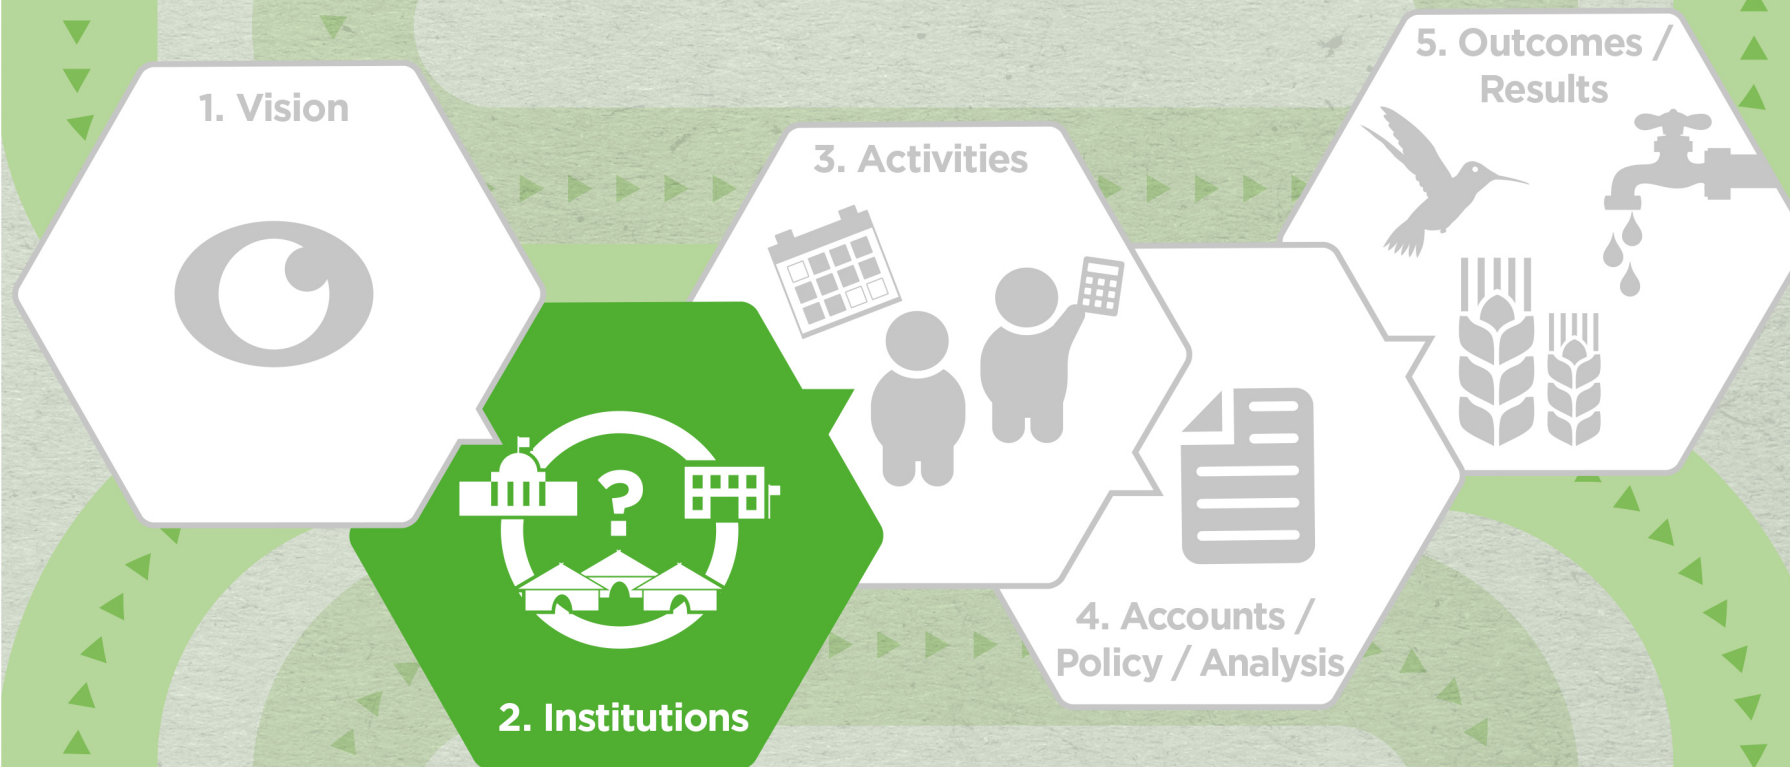 1. Vision
2. Institutions
?
3. Activities
4. Accounts /
Policy / Analysis
5. Outcomes /
Results